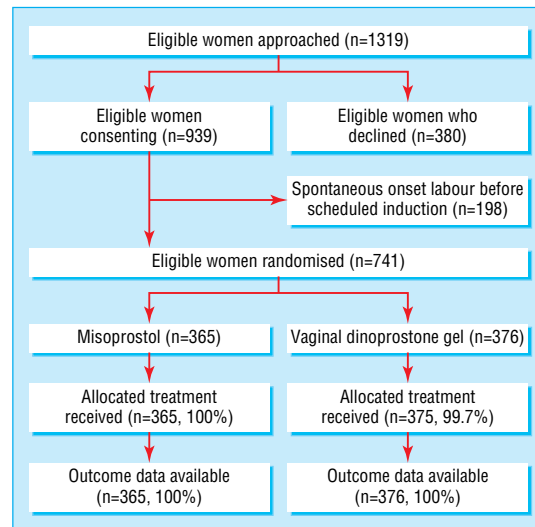 Eligible women approached (n=1319)
Eligible women
consenting (n=939)
Eligible women who
declined (n=380)
Spontaneous onset labour before
scheduled induction (n=198)
Eligible women randomised (n=741)
Misoprostol (n=365)
Vaginal dinoprostone gel (n=376)
Allocated treatment
received (n=365, 100%)
Allocated treatment
received (n=375, 99.7%)
Outcome data available
(n=365, 100%)
Outcome data available
(n=376, 100%)